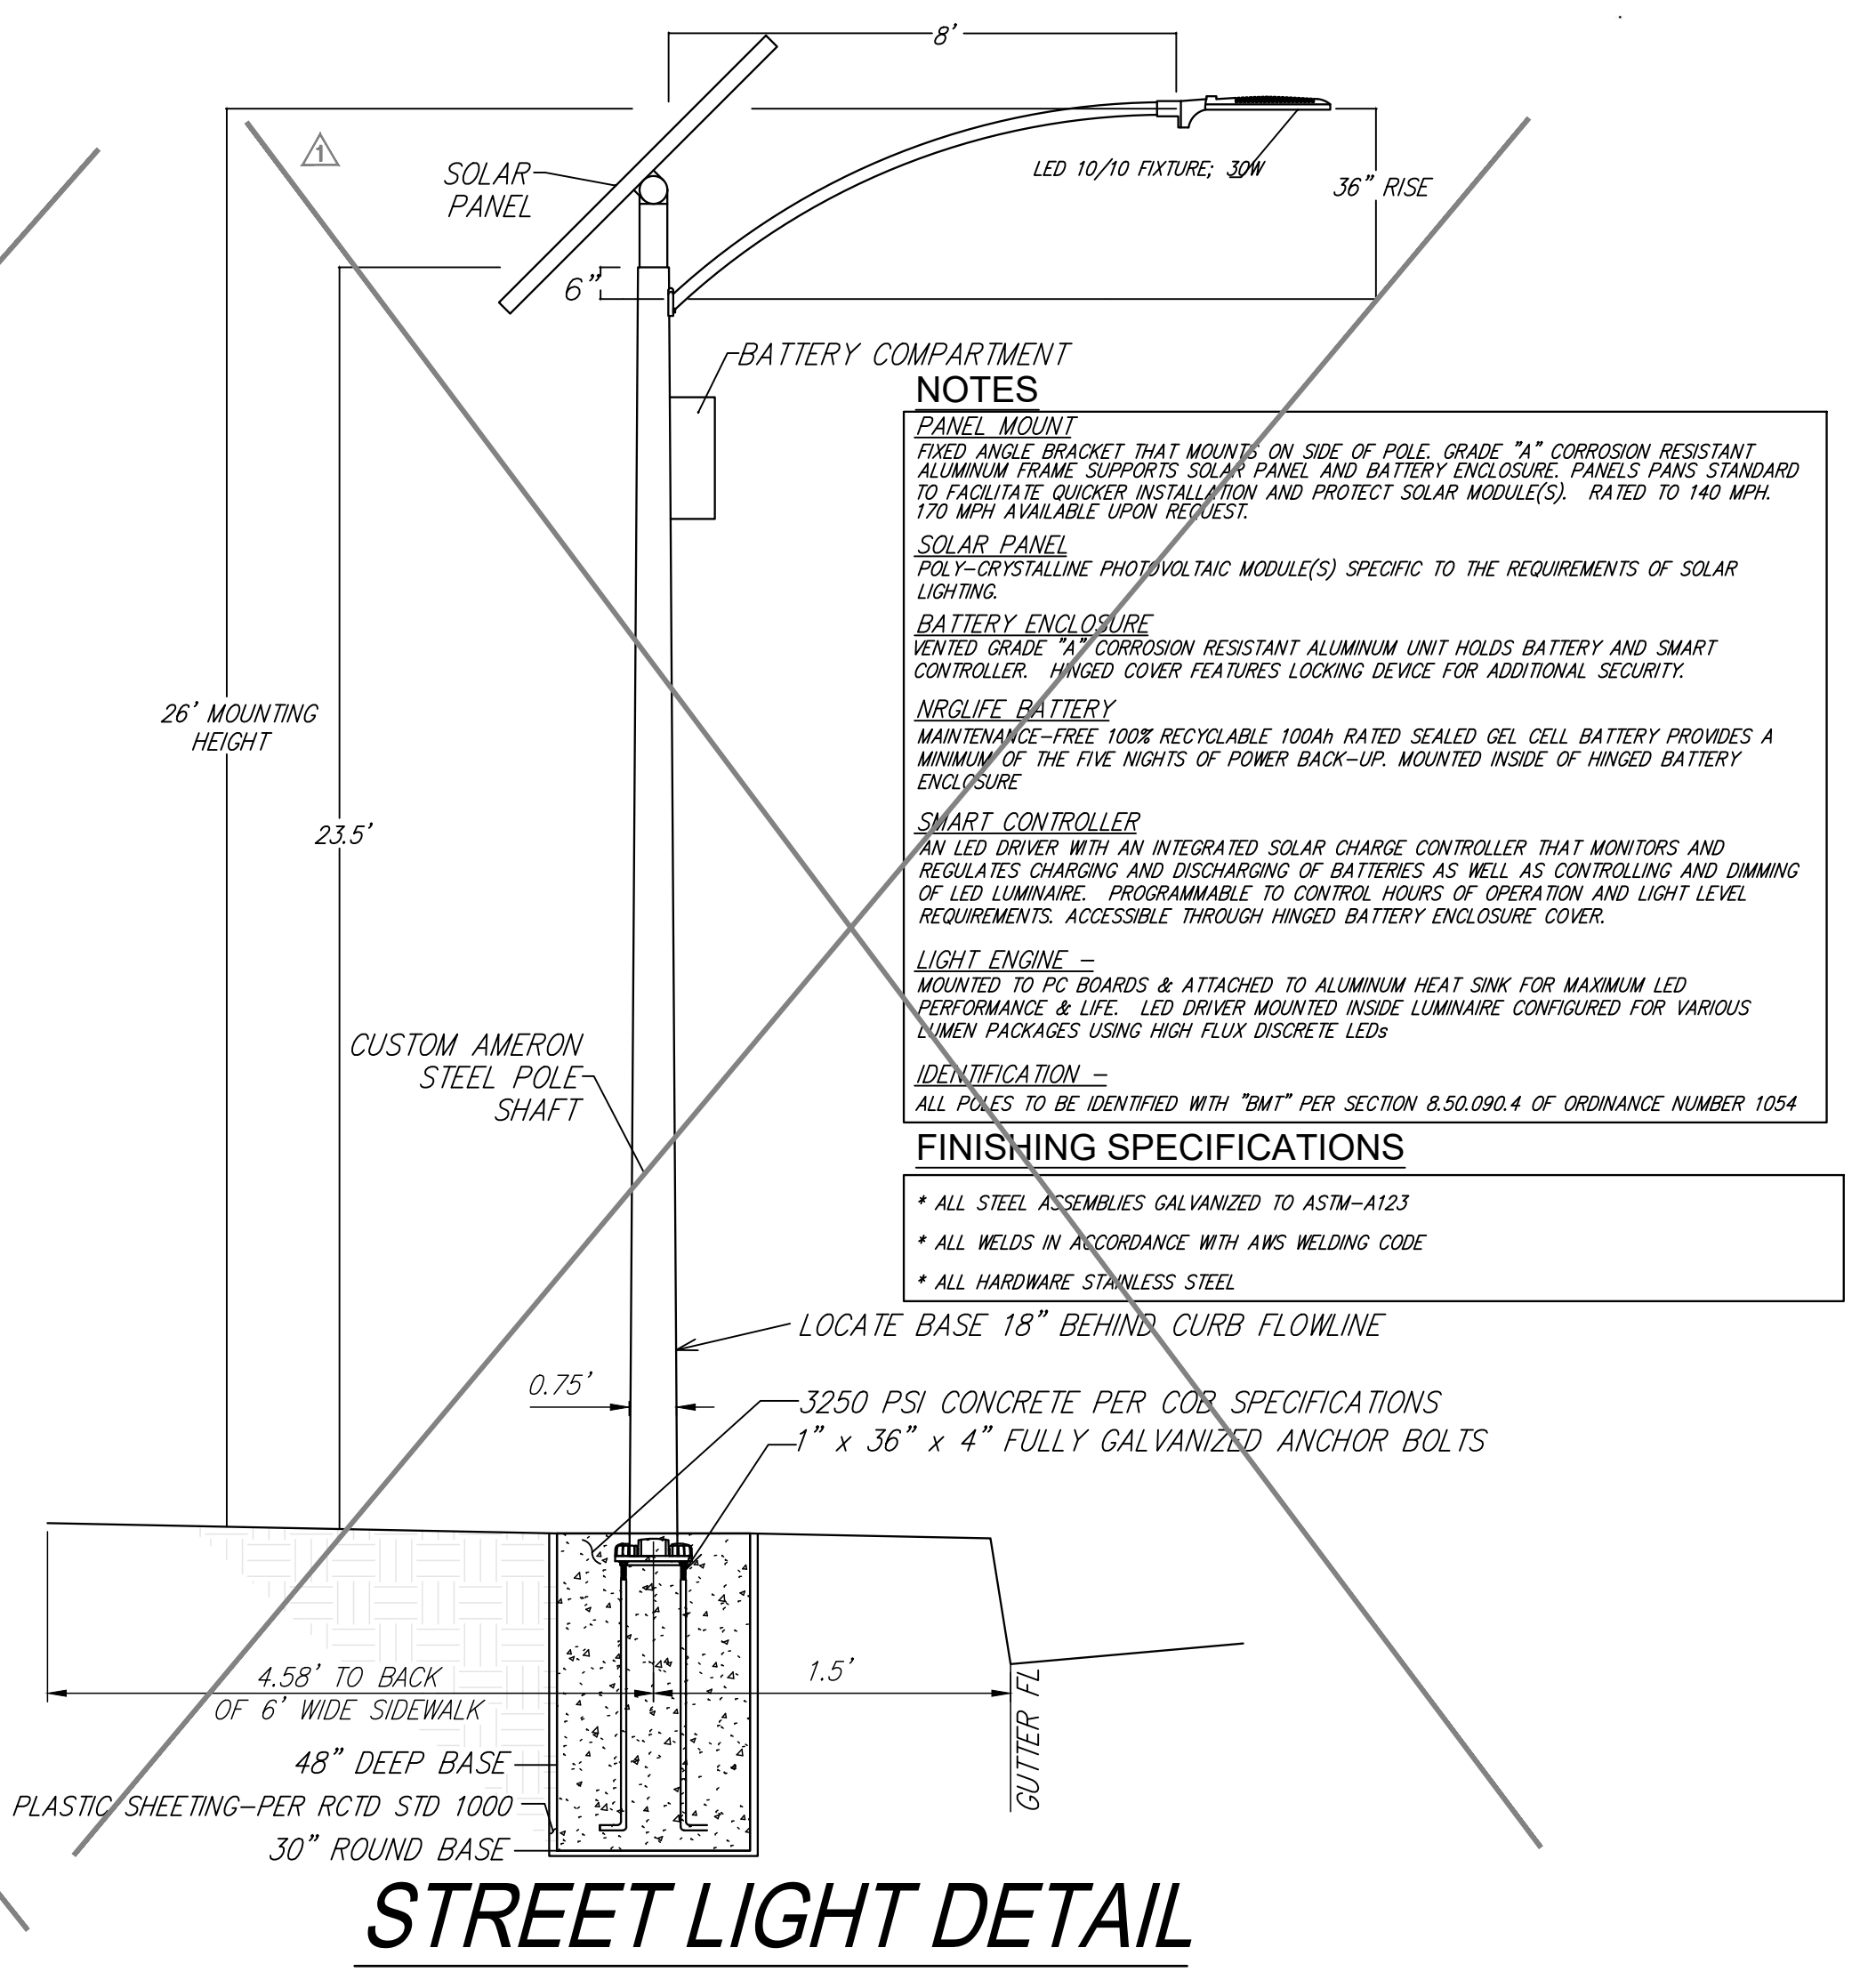 8'
1
SOLAR
PANEL
LED 10/10 FIXTURE; 30W
36" RISE
6"
BATTERY COMPARTMENT
NOTES
PANEL MOUNT
FIXED ANGLE BRACKET THAT MOUNTS ON SIDE OF POLE. GRADE "A" CORROSION RESISTANT
ALUMINUM FRAME SUPPORTS SOLAR PANEL AND BATTERY ENCLOSURE. PANELS PANS STANDARD
TO FACILITATE QUICKER INSTALLATION AND PROTECT SOLAR MODULE(S). RATED TO 140 MPH.
170 MPH AVAILABLE UPON REQUEST.
SOLAR PANEL
POLY-CRYSTALLINE PHOTOVOLTAIC MODULE(S) SPECIFIC TO THE REQUIREMENTS OF SOLAR
LIGHTING.
BATTERY ENCLOSURE
VENTED GRADE "A" CORROSION RESISTANT ALUMINUM UNIT HOLDS BATTERY AND SMART
CONTROLLER. HINGED COVER FEATURES LOCKING DEVICE FOR ADDITIONAL SECURITY.
NRGLIFE BATTERY
MAINTENANCE-FREE 100% RECYCLABLE 100Ah RATED SEALED GEL CELL BATTERY PROVIDES A
MINIMUM OF THE FIVE NIGHTS OF POWER BACK-UP. MOUNTED INSIDE OF HINGED BATTERY
ENCLOSURE
SMART CONTROLLER
AN LED DRIVER WITH AN INTEGRATED SOLAR CHARGE CONTROLLER THAT MONITORS AND
REGULATES CHARGING AND DISCHARGING OF BATTERIES AS WELL AS CONTROLLING AND DIMMING
OF LED LUMINAIRE. PROGRAMMABLE TO CONTROL HOURS OF OPERATION AND LIGHT LEVEL
REQUIREMENTS. ACCESSIBLE THROUGH HINGED BATTERY ENCLOSURE COVER.
LIGHT ENGINE -
MOUNTED TO PC BOARDS & ATTACHED TO ALUMINUM HEAT SINK FOR MAXIMUM LED
PERFORMANCE & LIFE. LED DRIVER MOUNTED INSIDE LUMINAIRE CONFIGURED FOR VARIOUS
LUMEN PACKAGES USING HIGH FLUX DISCRETE LEDs
IDENTIFICATION -
ALL POLES TO BE IDENTIFIED WITH "BMT" PER SECTION 8.50.090.4 OF ORDINANCE NUMBER 1054
FINISHING SPECIFICATIONS
* ALL STEEL ASSEMBLIES GALVANIZED TO ASTM-A123
* ALL WELDS IN ACCORDANCE WITH AWS WELDING CODE
* ALL HARDWARE STAINLESS STEEL
26' MOUNTING
HEIGHT
23.5'
CUSTOM AMERON
STEEL POLE
SHAFT
LOCATE BASE 18" BEHIND CURB FLOWLINE
0.75'
3250 PSI CONCRETE PER COB SPECIFICATIONS
1" x 36" x 4" FULLY GALVANIZED ANCHOR BOLTS
4.58' TO BACK
OF 6' WIDE SIDEWALK
1.5'
GUTTER FL
48" DEEP BASE
PLASTIC SHEETING-PER RCTD STD 1000
30" ROUND BASE
STREET LIGHT DETAIL